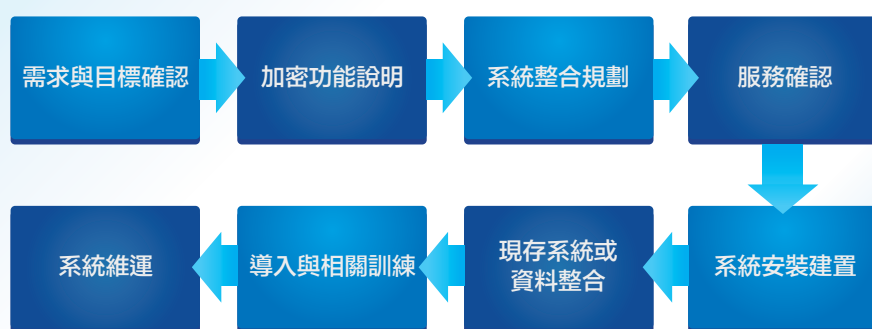 需求與目標確認
加密功能說明
系統整合規劃
服務確認
系統安裝建置
現存系統或
資料整合
導入與相關訓練
系統維運